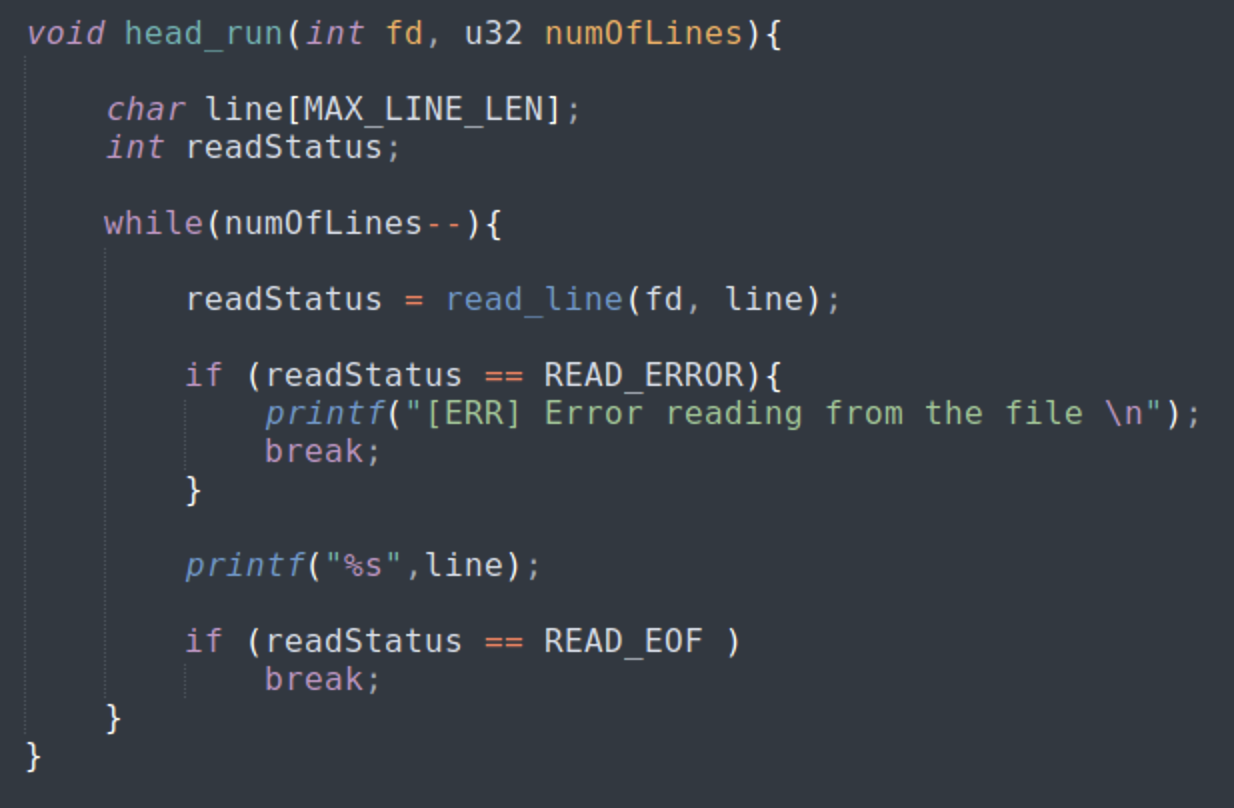 void head_run(int fd, u32 numOfLines){
char line[MAX_LINE_LEN];
int readStatus;
while(numOfLines--){
readStatus = read_line(fd, line);
if (readStatus == READ_ERROR){
printf("[ERR] Error reading from the file \n");
break;
}
printf("%s",line);
if (readStatus == READ_EOF )
break;
}
}